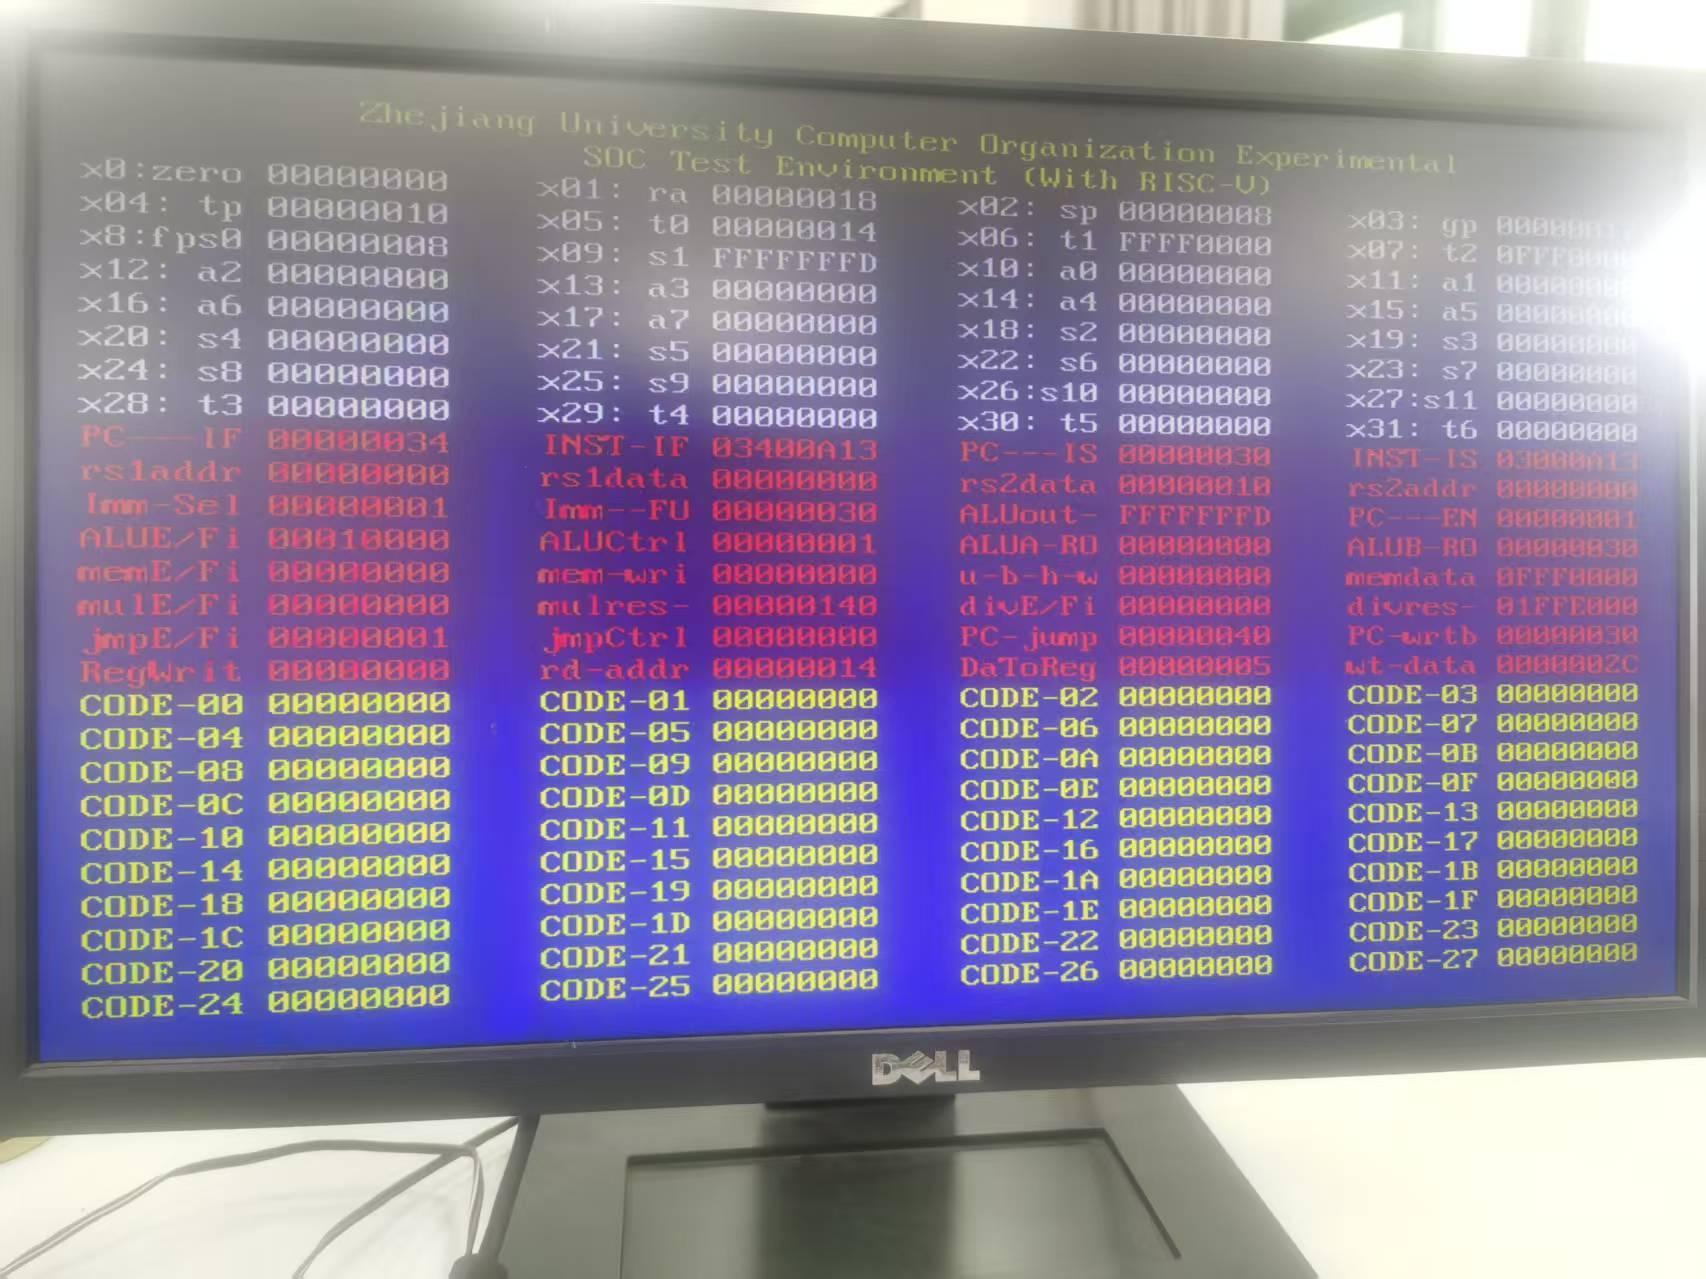 Zhejiang University Computer Organization Experimental
SOC Test Environment (With RISC-V)
x0:zero 00000000 x01: ra 00000018 x02: sp 00000008 x03: gp
x04: tp 00000010 x05: t0 00000014 x06: t1 FFFF0000 x07: t2 0FFF0000
x8:fps0 00000008 x09: s1 FFFFFFFD x10: a0 00000000 x11: a1 00000000
x12: a2 00000000 x13: a3 00000000 x14: a4 00000000 x15: a5 00000000
x16: a6 00000000 x17: a7 00000000 x18: s2 00000000 x19: s3 00000000
x20: s4 00000000 x21: s5 00000000 x22: s6 00000000 x23: s7 00000000
x24: s8 00000000 x25: s9 00000000 x26:s10 00000000 x27:s11 00000000
x28: t3 00000000 x29: t4 00000000 x30: t5 00000000 x31: t6 00000000
PC---IF 00000034 INST-IF 03400A13 PC---IS 00000030 INST-IS 03000A13
rs1addr 00000000 rs1data 00000000 rs2data 00000010 rs2addr 00000000
Imm-Sel 00000001 Imm--FU 00000030 ALUout- FFFFFFFD PC---EN 00000001
ALUE/Fi 00010000 ALUCtrl 00000001 ALUA-RO 00000000 ALUB-RO 00000030
memE/Fi 00000000 mem-wri 00000000 u-b-h-w 00000000 memdata 0FFF0000
mulE/Fi 00000000 mulres- 00000140 divE/Fi 00000000 divres- 01FFE000
jmpE/Fi 00000001 jmpCtrl 00000000 PC-jump 00000040 PC-wrtb 00000030
RegWrit 00000000 rd-addr 00000014 DaToReg 00000005 wt-data 0000002C
CODE-00 00000000 CODE-01 00000000 CODE-02 00000000 CODE-03 00000000
CODE-04 00000000 CODE-05 00000000 CODE-06 00000000 CODE-07 00000000
CODE-08 00000000 CODE-09 00000000 CODE-0A 00000000 CODE-0B 00000000
CODE-0C 00000000 CODE-0D 00000000 CODE-0E 00000000 CODE-0F 00000000
CODE-10 00000000 CODE-11 00000000 CODE-12 00000000 CODE-13 00000000
CODE-14 00000000 CODE-15 00000000 CODE-16 00000000 CODE-17 00000000
CODE-18 00000000 CODE-19 00000000 CODE-1A 00000000 CODE-1B 00000000
CODE-1C 00000000 CODE-1D 00000000 CODE-1E 00000000 CODE-1F 00000000
CODE-20 00000000 CODE-21 00000000 CODE-22 00000000 CODE-23 00000000
CODE-24 00000000 CODE-25 00000000 CODE-26 00000000 CODE-27 00000000
DELL